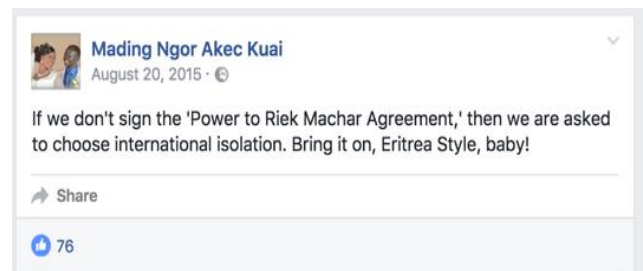 Mading Ngor Akec Kuai
August 20, 2015 ·
If we don't sign the 'Power to Riek Machar Agreement,' then we are asked
to choose international isolation. Bring it on, Eritrea Style, baby!
Share
76